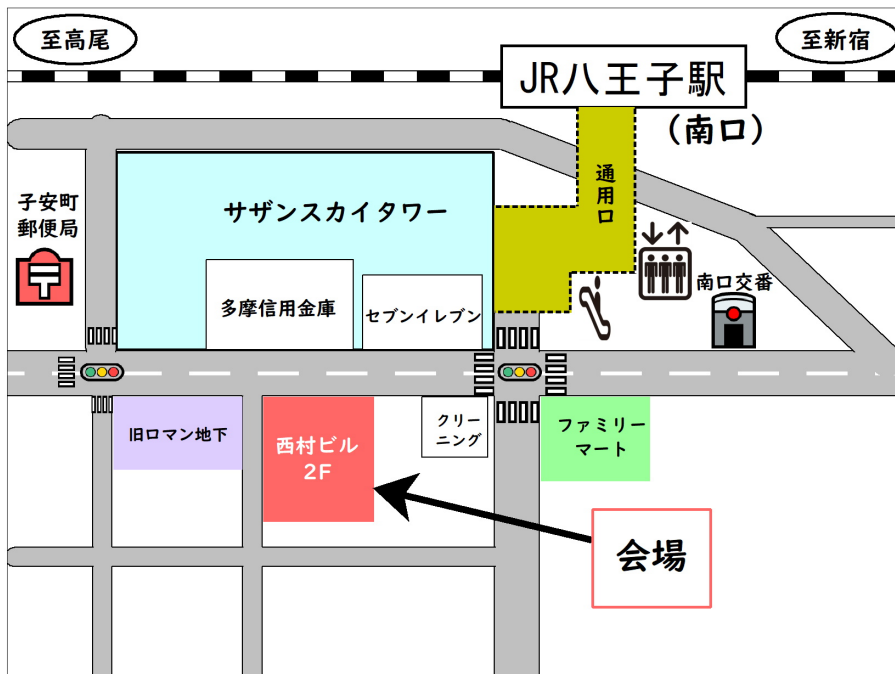 至高尾
至新宿
JR八王子駅
(南口)
通用口
子安町
郵便局
サザンスカイタワー
多摩信用金庫
セブンイレブン
南口交番
旧ロマン地下
西村ビル
2F
クリー
ニング
ファミリー
マート
会場